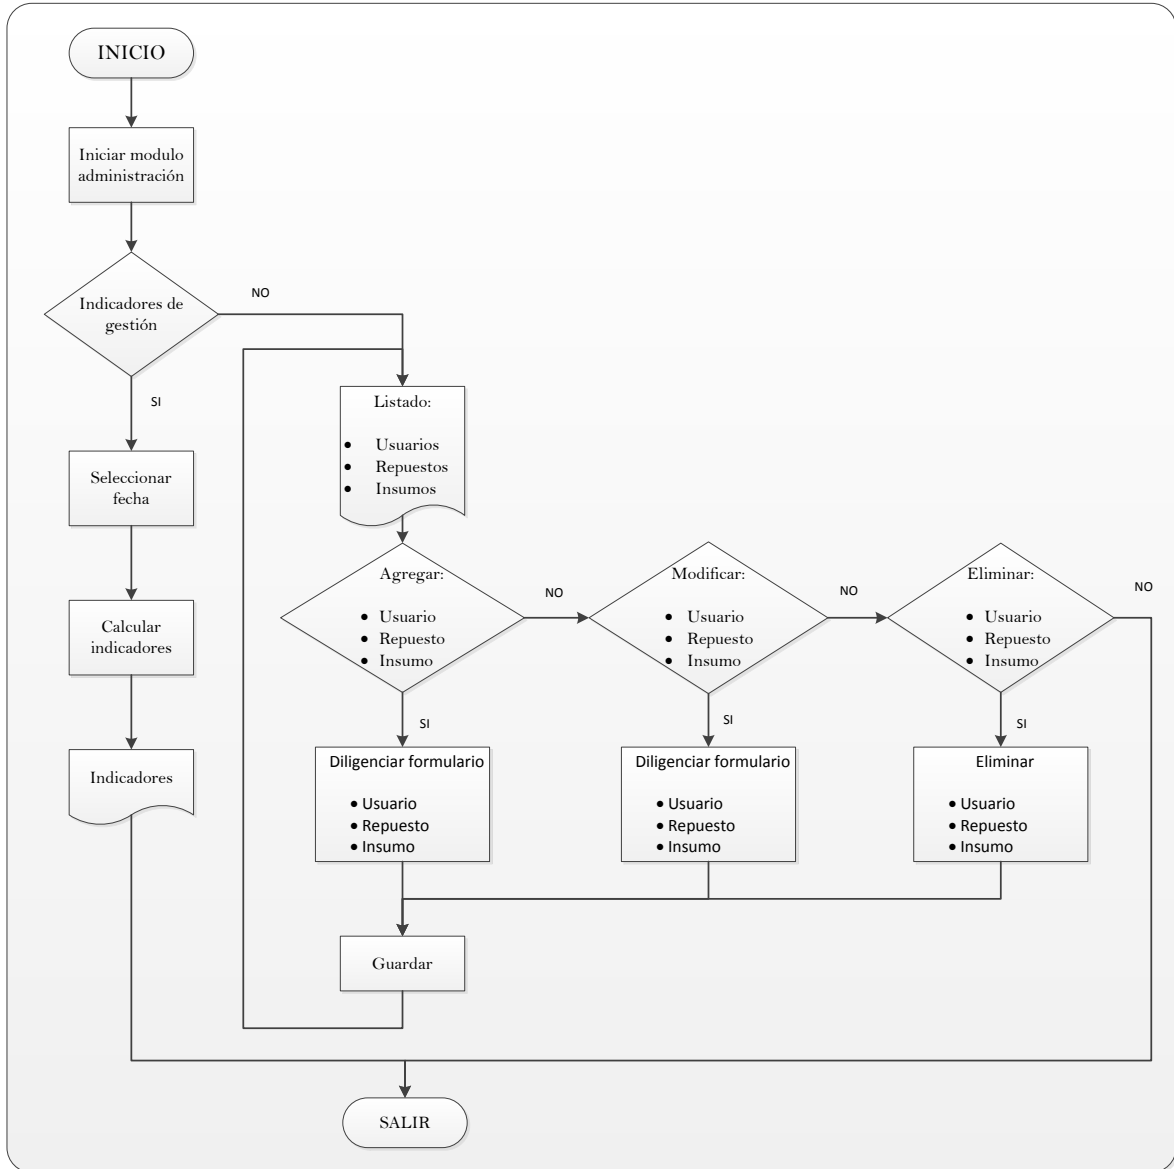 INICIO
Iniciar modulo
administración
Indicadores de
gestión
NO
SI
Listado:
• Usuarios
• Repuestos
• Insumos
Seleccionar
fecha
Agregar:
• Usuario
• Repuesto
• Insumo
NO
Modificar:
• Usuario
• Repuesto
• Insumo
NO
Eliminar:
• Usuario
• Repuesto
• Insumo
NO
Calcular
indicadores
SI
SI
SI
Indicadores
Diligenciar formulario
• Usuario
• Repuesto
• Insumo
Diligenciar formulario
• Usuario
• Repuesto
• Insumo
Eliminar
• Usuario
• Repuesto
• Insumo
Guardar
SALIR